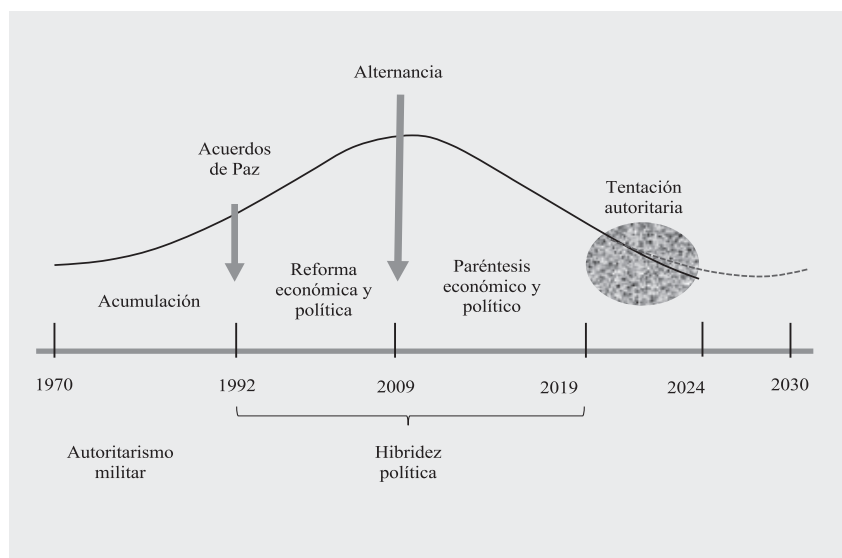 Alternancia
Acuerdos
de Paz
Tentación
autoritaria
Acumulación
Reforma
económica y
política
Paréntesis
económico y
político
1970
1992
2009
2019
2024
2030
Autoritarismo
militar
Hibridez
política